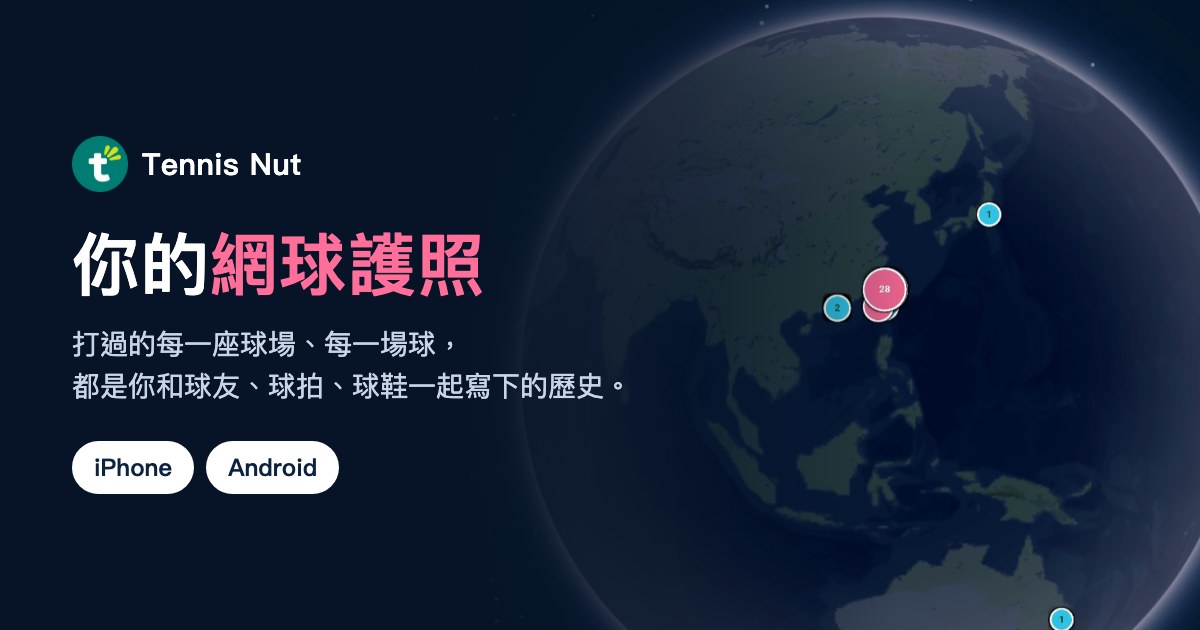 Tennis Nut
你的網球護照
打過的每一座球場、每一場球，
都是你和球友、球拍、球鞋一起寫下的歷史。
iPhone
Android
1
28
2
1